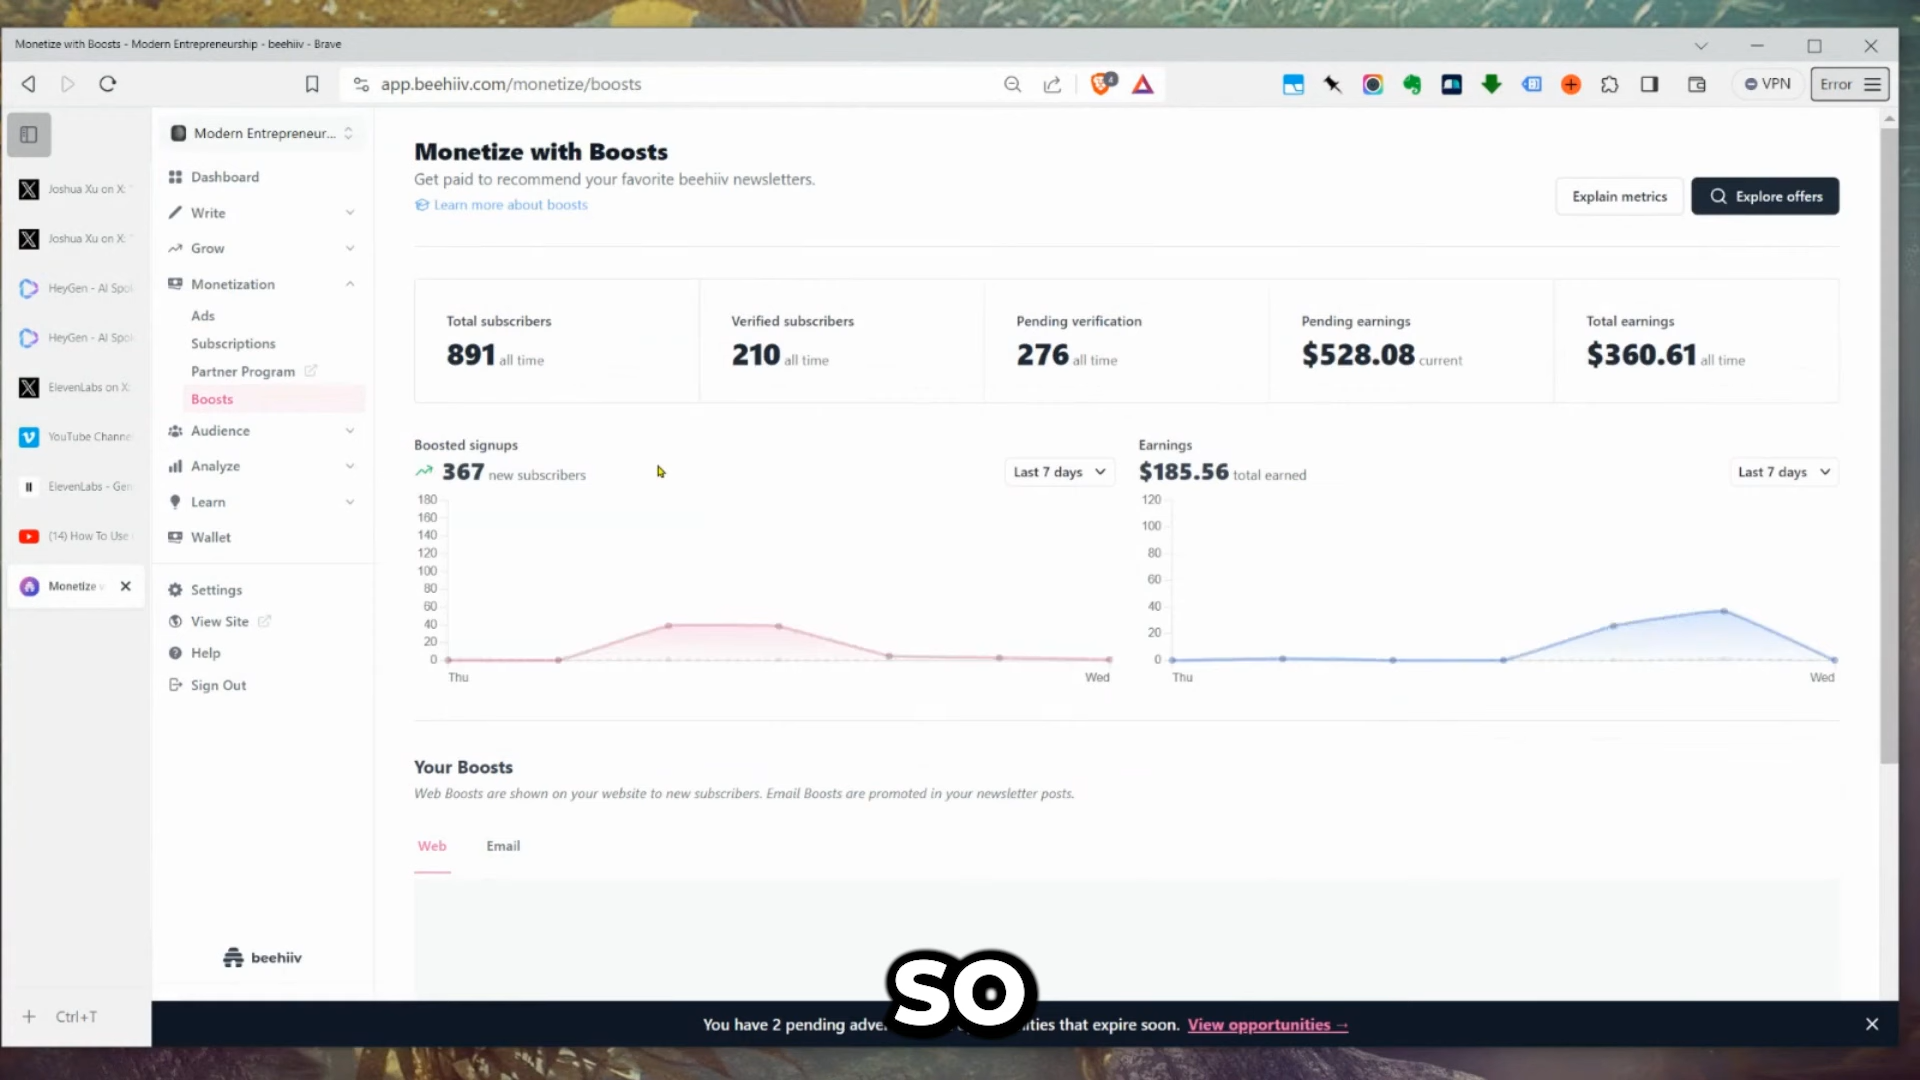 Monetize with Boosts - Modern Entrepreneurship - beehiiv - Brave
app.beehiiv.com/monetize/boosts
4
VPN
Error
Joshua Xu on X: "
Joshua Xu on X: "
HeyGen - AI Spo
HeyGen - AI Spo
ElevenLabs on X:
YouTube Channe
ElevenLabs - Gen
(14) How To Use
Monetize
Ctrl+T
Modern Entrepreneur...
Dashboard
Write
Grow
Monetization
Ads
Subscriptions
Partner Program
Boosts
Audience
Analyze
Learn
Wallet
Settings
View Site
Help
Sign Out
beehiiv
Monetize with Boosts
Get paid to recommend your favorite beehiiv newsletters.
Learn more about boosts
Explain metrics
Explore offers
Total subscribers
891 all time
Verified subscribers
210 all time
Pending verification
276 all time
Pending earnings
$528.08 current
Total earnings
$360.61 all time
Boosted signups
367 new subscribers
Last 7 days
180
160
140
120
100
80
60
40
20
0
Thu
Wed
Earnings
$185.56 total earned
Last 7 days
120
100
80
60
40
20
0
Thu
Wed
Your Boosts
Web Boosts are shown on your website to new subscribers. Email Boosts are promoted in your newsletter posts.
Web
Email
SO
You have 2 pending adve ities that expire soon. View opportunities →